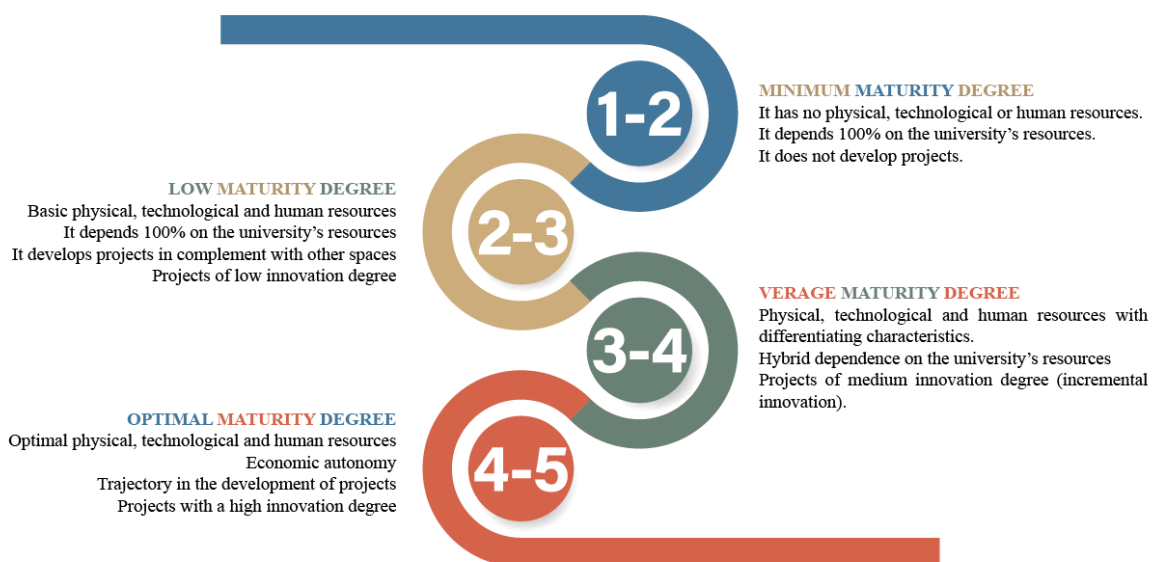 1-2
MINIMUM MATURITY DEGREE
It has no physical, technological or human resources.
It depends 100% on the university’s resources.
It does not develop projects.
LOW MATURITY DEGREE
Basic physical, technological and human resources
It depends 100% on the university’s resources
It develops projects in complement with other spaces
Projects of low innovation degree
2-3
3-4
VERAGE MATURITY DEGREE
Physical, technological and human resources with
differentiating characteristics.
Hybrid dependence on the university’s resources
Projects of medium innovation degree (incremental
innovation).
OPTIMAL MATURITY DEGREE
Optimal physical, technological and human resources
Economic autonomy
Trajectory in the development of projects
Projects with a high innovation degree
4-5